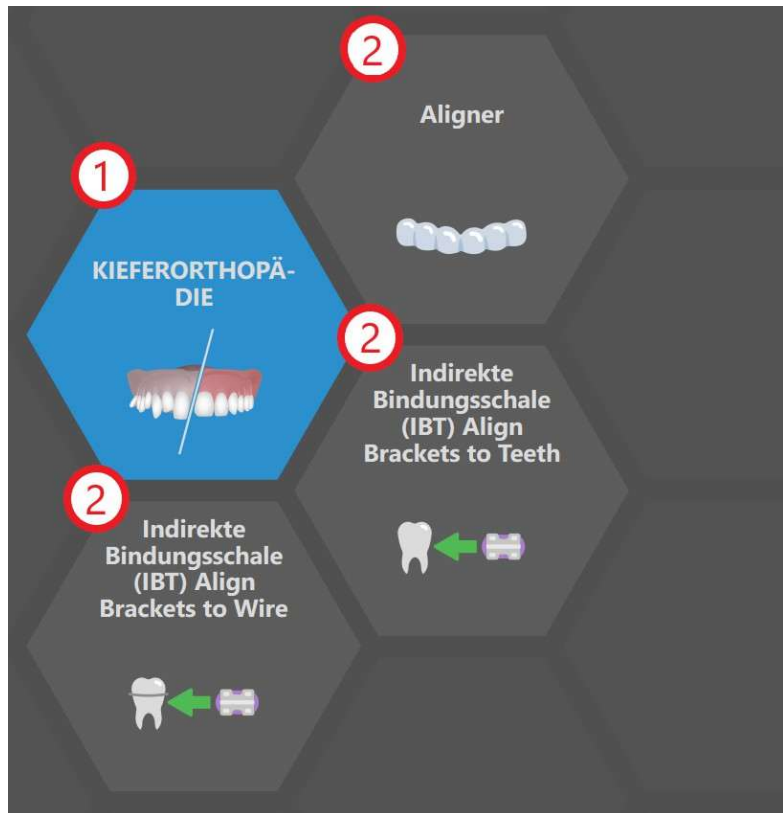 2
Aligner
1
KIEFERORTHOPÄ-
DIE
2
Indirekte
Bindungsschale
(IBT) Align
Brackets to Teeth
2
Indirekte
Bindungsschale
(IBT) Align
Brackets to Wire